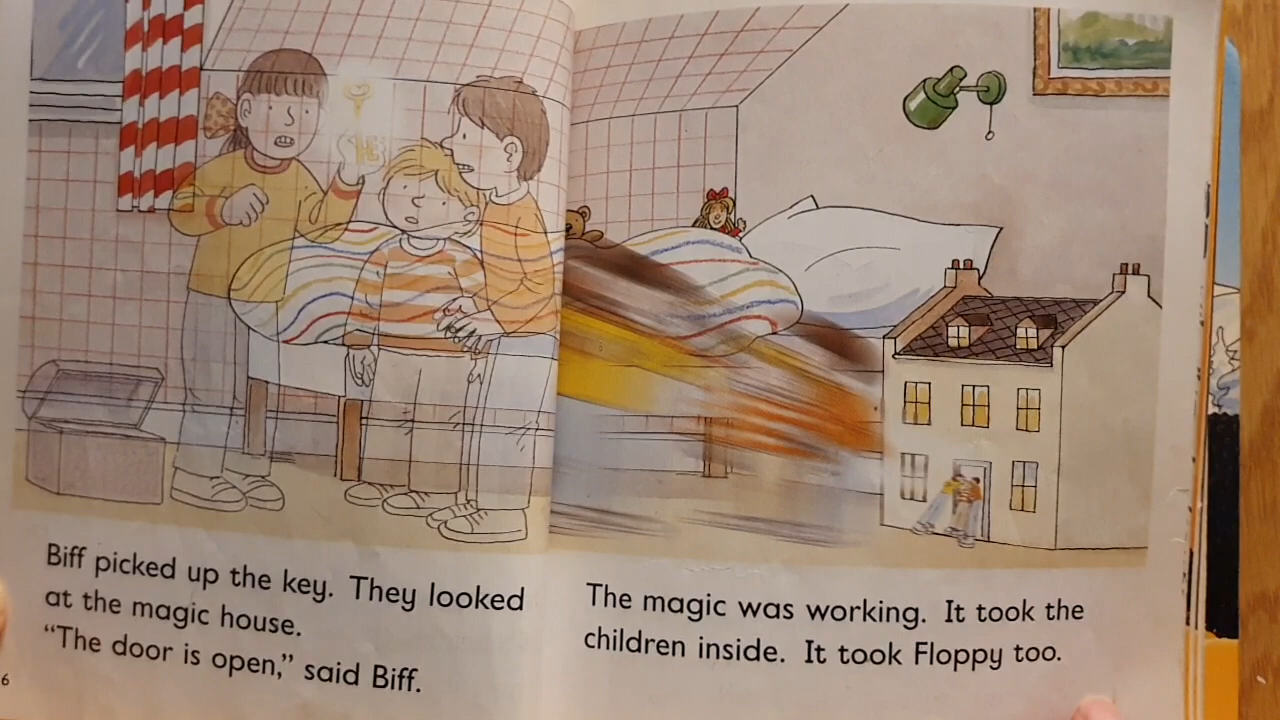 Biff picked up the key. They looked
at the magic house.
“The door is open,” said Biff.
6
The magic was working. It took the
children inside. It took Floppy too.